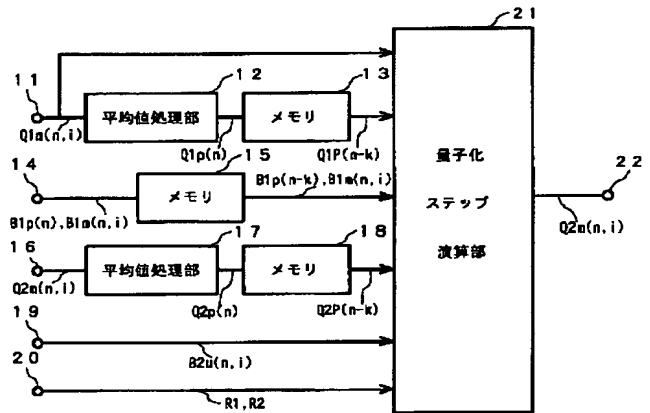 21
11
12
13
平均値処理部
メモリ
Q1m(n,i)
Q1p(n)
Q1P(n-k)
14
15
メモリ
B1p(n-k),B1m(n,i)
B1p(n),B1m(n,i)
量子化
ステップ
演算部
22
Q2m(n,i)
16
17
18
平均値処理部
メモリ
Q2m(n,i)
Q2p(n)
Q2P(n-k)
19
B2u(n,i)
20
R1,R2